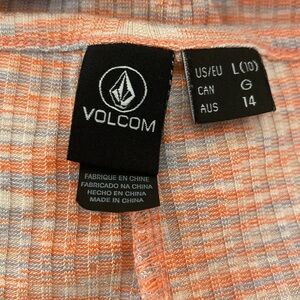 VOLCOM
US/EU L(10)
CAN G
AUS 14
FABRIQUE EN CHINE
FABRICADO NA CHINA
HECHO EN CHINA
MADE IN CHINA